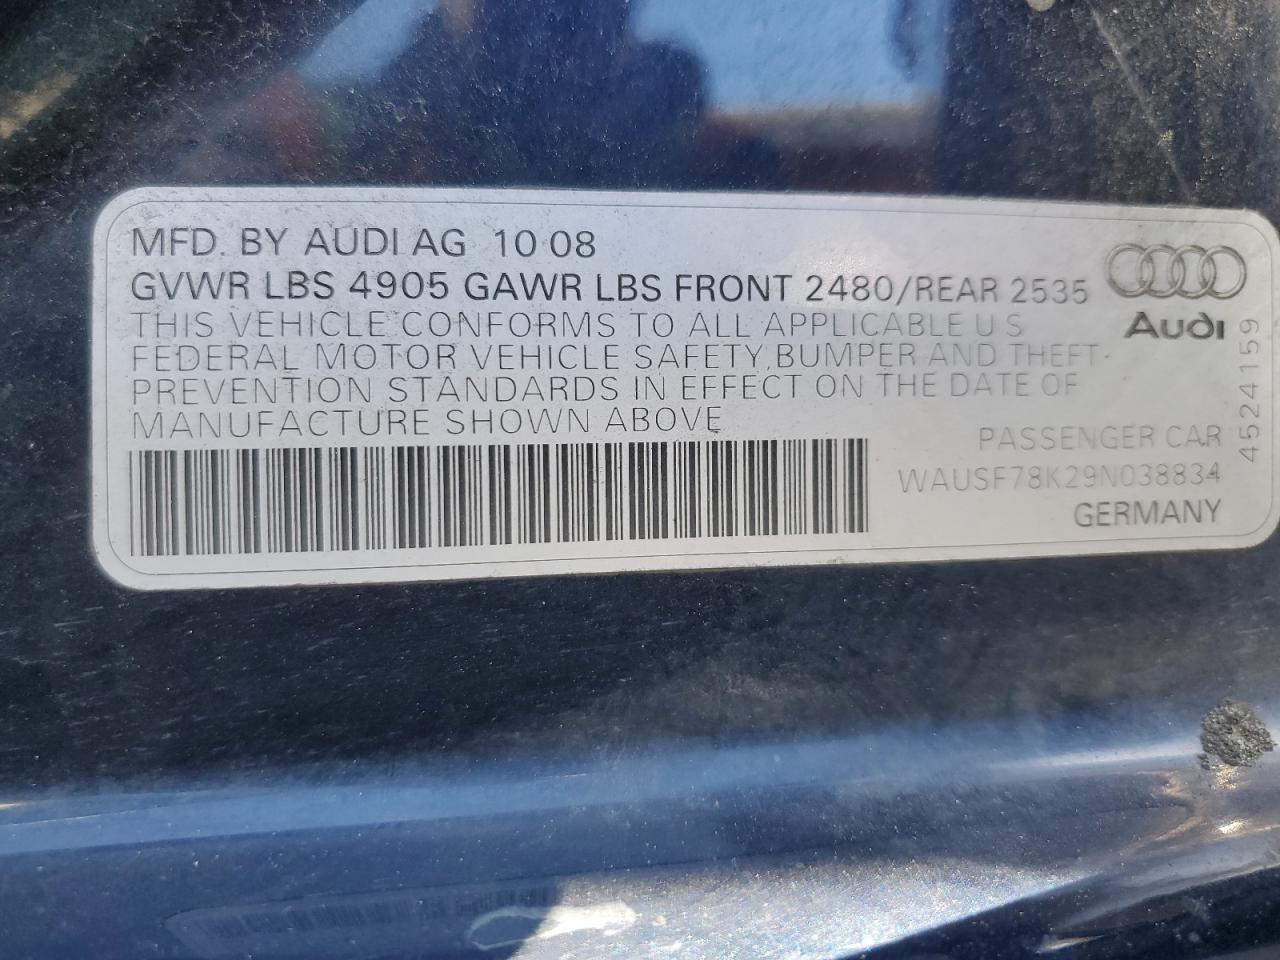 MFD. BY AUDI AG 10 08
GVWR LBS 4905 GAWR LBS FRONT 2480/REAR 2535
THIS VEHICLE CONFORMS TO ALL APPLICABLE U S
FEDERAL MOTOR VEHICLE SAFETY, BUMPER AND THEFT-
PREVENTION STANDARDS IN EFFECT ON THE DATE OF
MANUFACTURE SHOWN ABOVE
Audi
4524159
PASSENGER CAR
WAUSF78K29N038834
GERMANY